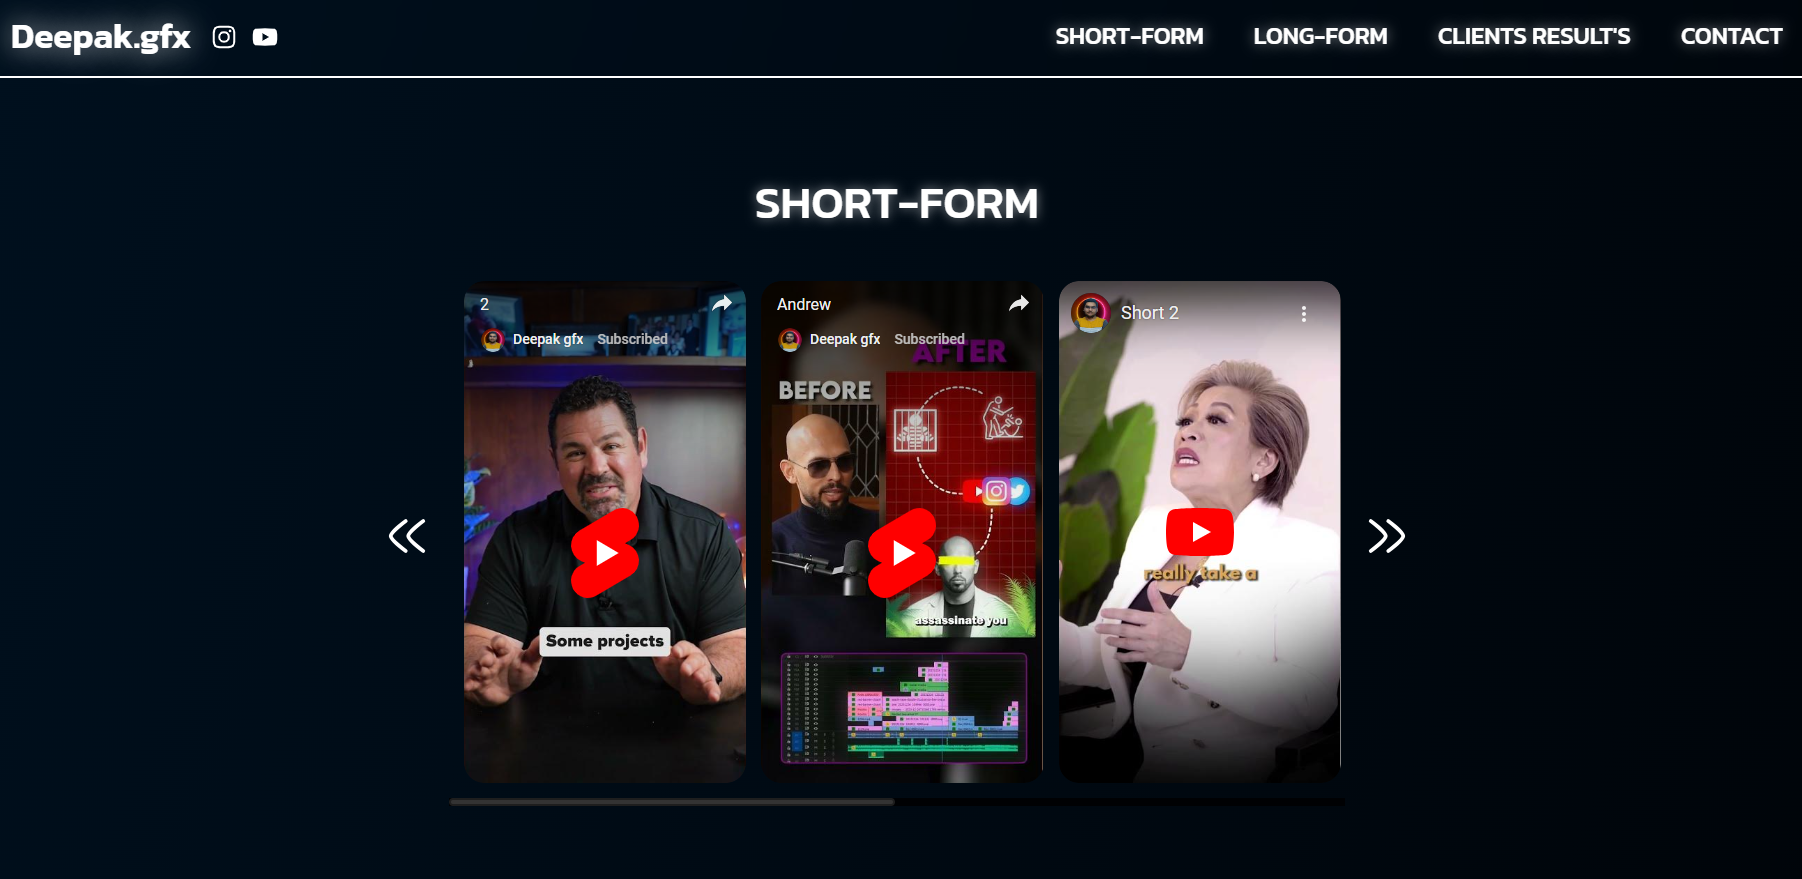 Deepak.gfx
SHORT-FORM LONG-FORM CLIENTS RESULT'S CONTACT
SHORT-FORM
2
Deepak gfx Subscribed
Some projects
Andrew
Deepak gfx Subscribed
AFTER
BEFORE
assassinate you
Short 2
really take a